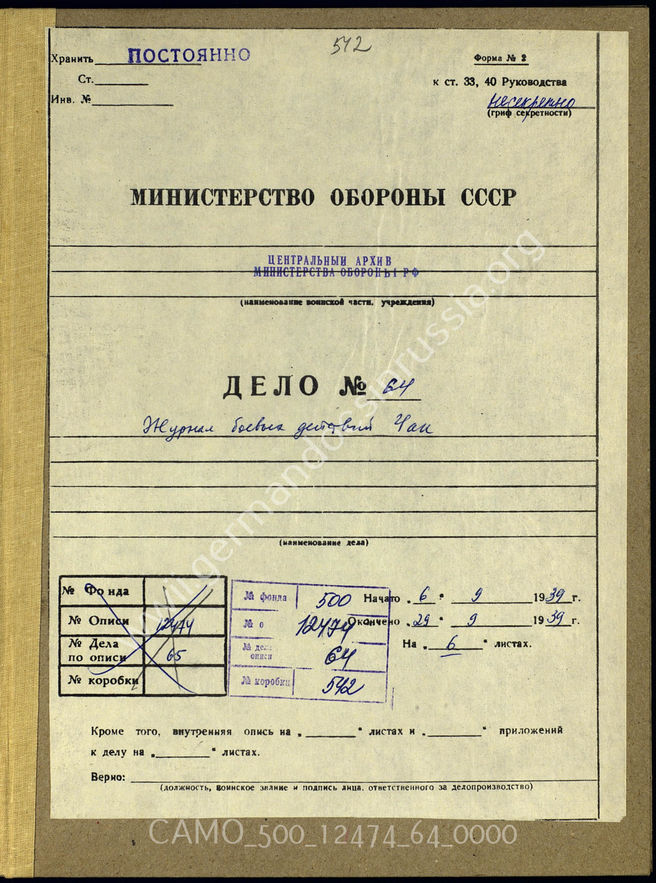 542
Хранить ПОСТОЯННО
Форма № 2
Ст.
к ст. 33, 40 Руководства
Инв. №
несекретно
(гриф секретности)
МИНИСТЕРСТВО ОБОРОНЫ СССР
ЦЕНТРАЛЬНЫЙ АРХИВ
МИНИСТЕРСТВА ОБОРОНЫ РФ
(наименование воинской части, учреждения)
ДЕЛО № 64
Журнал боевых действий
(наименование дела)
№ Фонда
№ Описи 12474
№ Дела
по описи 65
№ коробки
№ фонда 500
№ о 12474
№ дела
описи 64
№ коробки 542
Начато „ 6 " 9 1939 г.
Окончено „ 29 " 9 1939 г.
На „ 6 " листах.
Кроме того, внутренняя опись на „ " листах и „ " приложений
к делу на „ " листах.
Верно:
(должность, воинское звание и подпись лица, ответственного за делопроизводство)
www.germandocsinrussia.org
CAMO_500_12474_64_0000